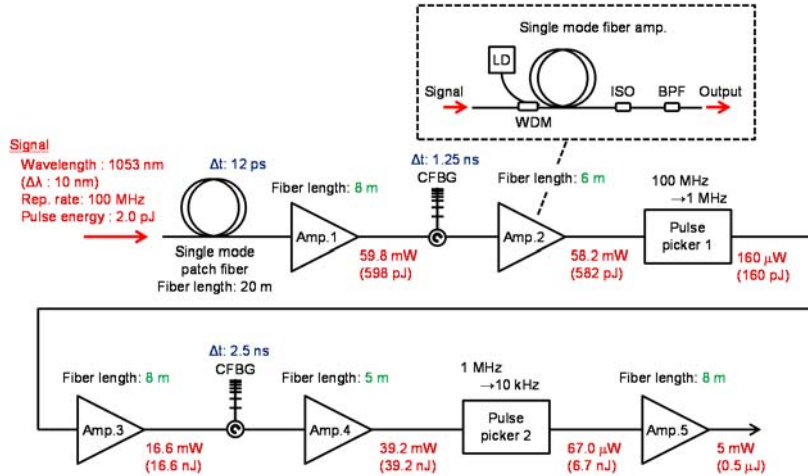 Single mode fiber amp.
LD
Signal
ISO
BPF
Output
WDM
Signal
Wavelength : 1053 nm
(Δλ : 10 nm)
Rep. rate: 100 MHz
Pulse energy : 2.0 pJ
Δt: 12 ps
Single mode
patch fiber
Fiber length: 20 m
Fiber length: 8 m
Amp.1
59.8 mW
(598 pJ)
Δt: 1.25 ns
CFBG
Fiber length: 6 m
Amp.2
58.2 mW
(582 pJ)
100 MHz
→1 MHz
Pulse
picker 1
160 μW
(160 pJ)
Fiber length: 8 m
Amp.3
16.6 mW
(16.6 nJ)
Δt: 2.5 ns
CFBG
Fiber length: 5 m
Amp.4
39.2 mW
(39.2 nJ)
1 MHz
→10 kHz
Pulse
picker 2
67.0 μW
(6.7 nJ)
Fiber length: 8 m
Amp.5
5 mW
(0.5 μJ)